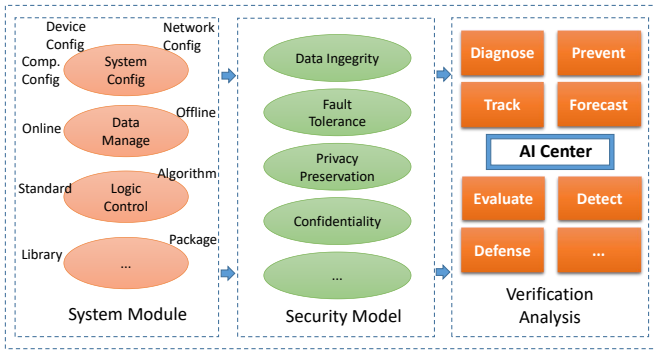 Device
Config
Network
Config
Comp.
Config
System
Config
Online
Data
Manage
Offline
Standard
Logic
Control
Algorithm
Library
...
Package
System Module
Data Ingegrity
Fault
Tolerance
Privacy
Preservation
Confidentiality
...
Security Model
Diagnose
Prevent
Track
Forecast
AI Center
Evaluate
Detect
Defense
...
Verification
Analysis